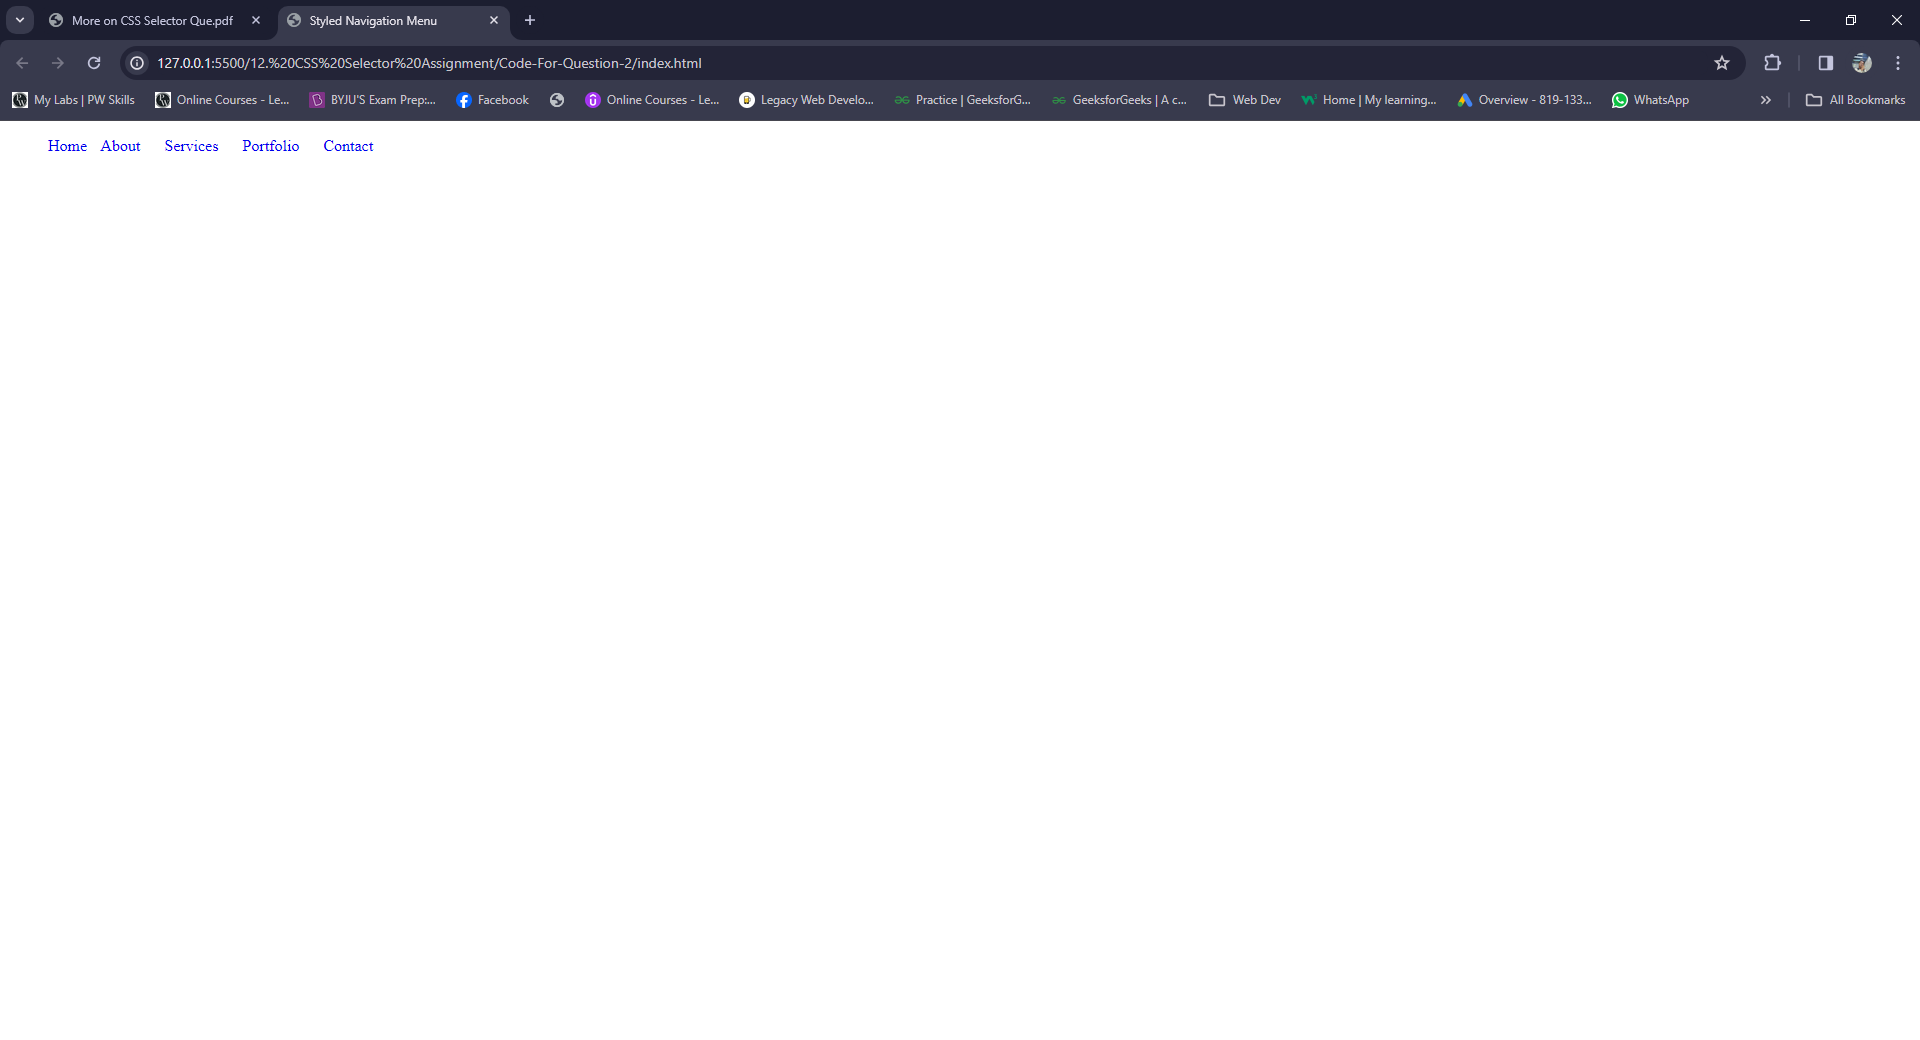 More on CSS Selector Que.pdf Styled Navigation Menu
127.0.0.1:5500/12.%20CSS%20Selector%20Assignment/Code-For-Question-2/index.html
My Labs | PW Skills Online Courses - Le... BYJU'S Exam Prep:... Facebook Online Courses - Le... Legacy Web Develo... Practice | GeeksforG... GeeksforGeeks | A c... Web Dev Home | My learning... Overview - 819-133... WhatsApp All Bookmarks
Home About Services Portfolio Contact